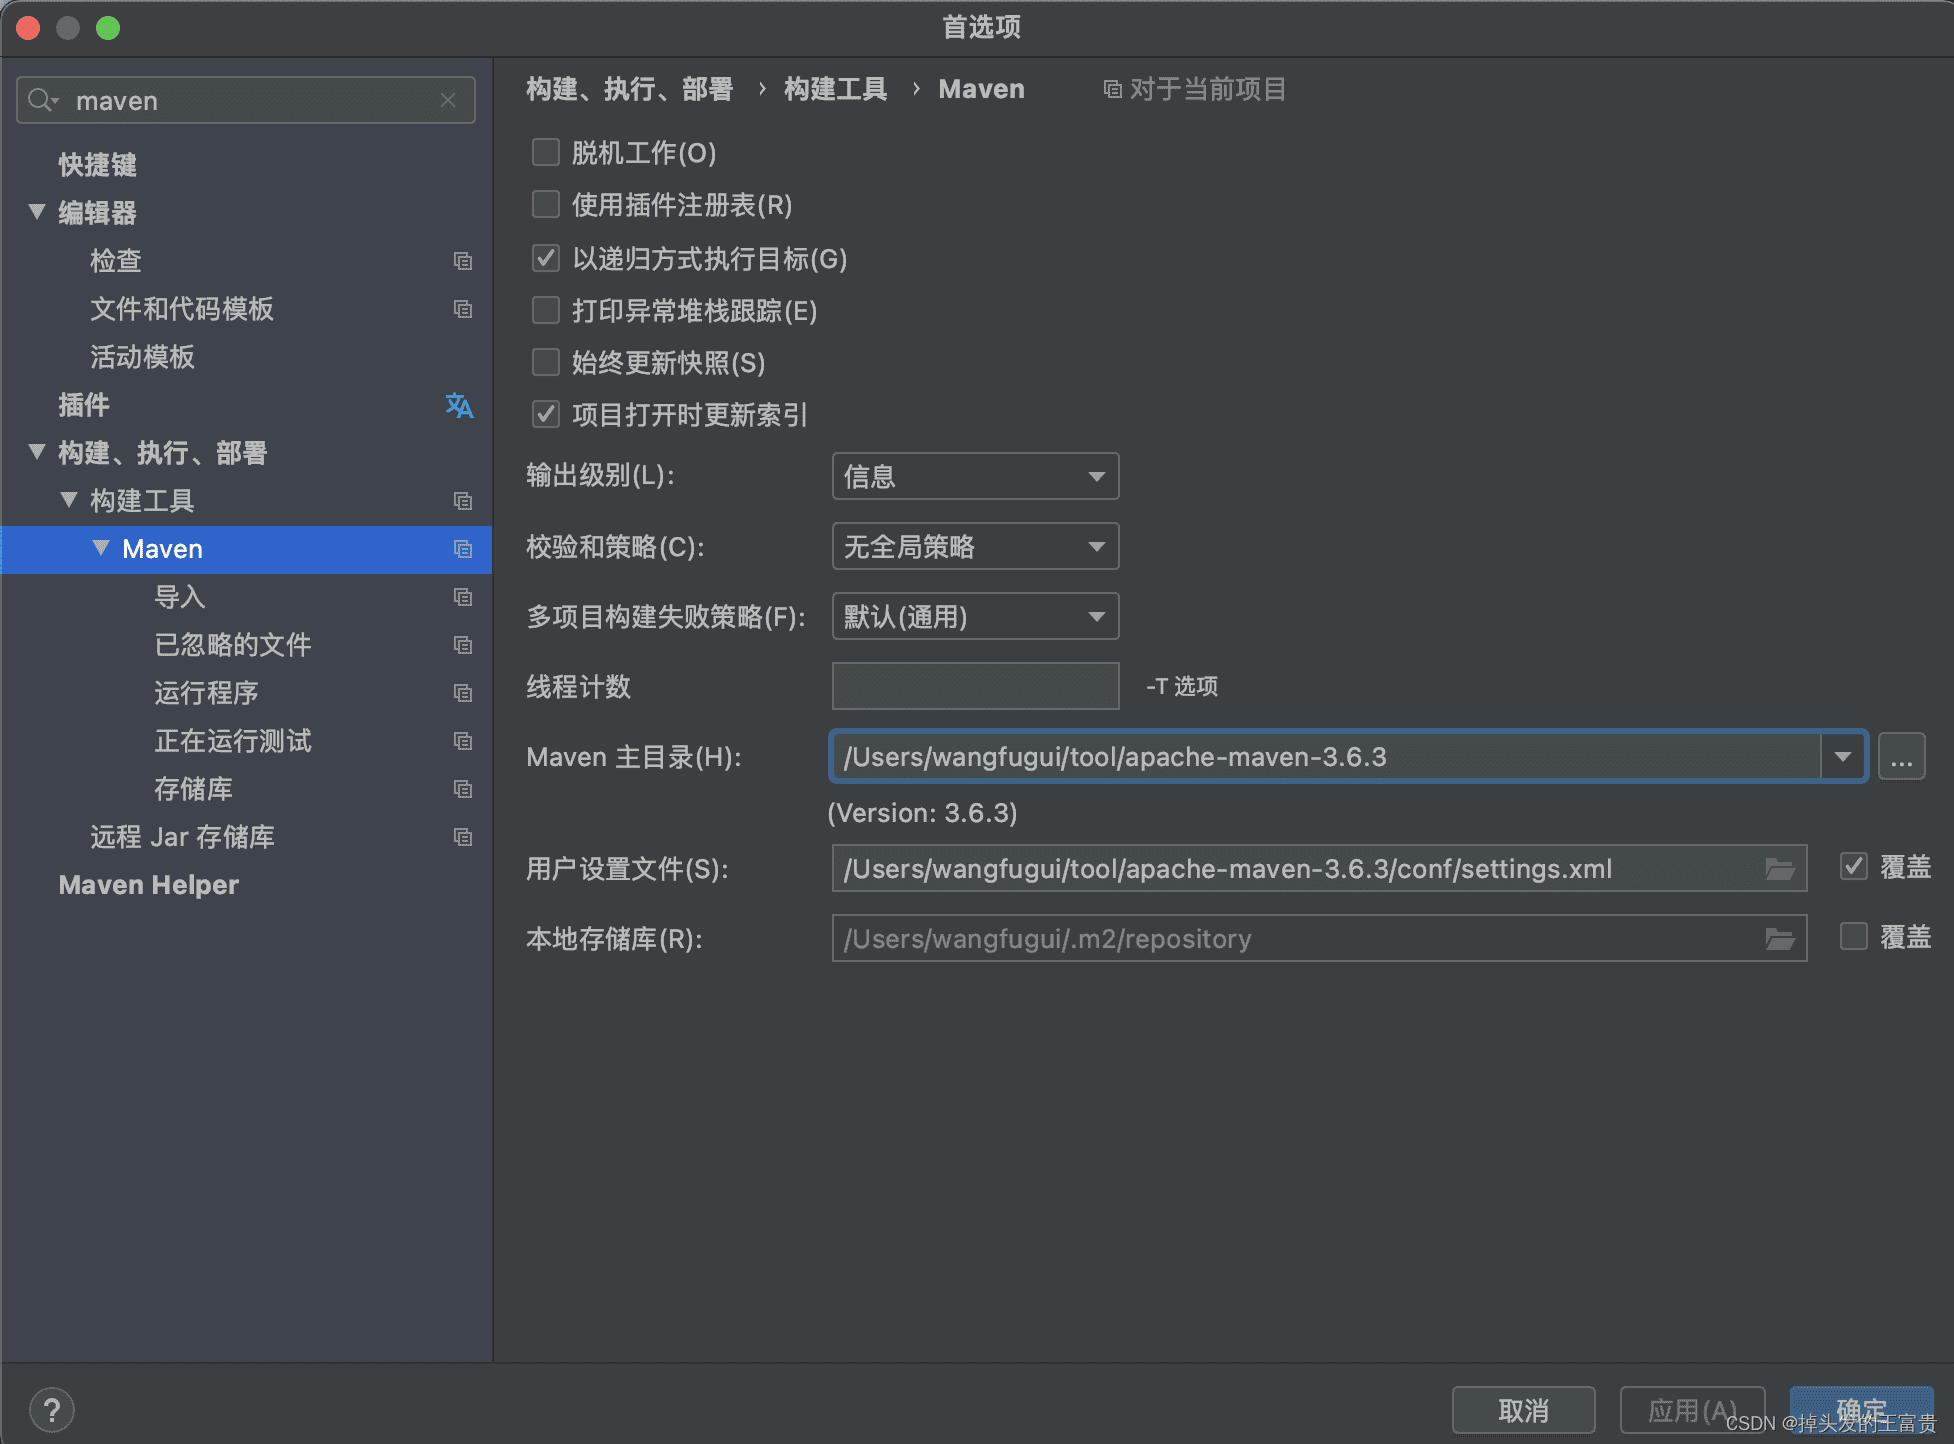 首选项
maven
快捷键
编辑器
检查
文件和代码模板
活动模板
插件
构建、执行、部署
构建工具
Maven
导入
已忽略的文件
运行程序
正在运行测试
存储库
远程 Jar 存储库
Maven Helper
构建、执行、部署 › 构建工具 › Maven 对于当前项目
脱机工作(O)
使用插件注册表(R)
以递归方式执行目标(G)
打印异常堆栈跟踪(E)
始终更新快照(S)
项目打开时更新索引
输出级别(L): 信息
校验和策略(C): 无全局策略
多项目构建失败策略(F): 默认(通用)
线程计数 -T 选项
Maven 主目录(H): /Users/wangfugui/tool/apache-maven-3.6.3 ...
(Version: 3.6.3)
用户设置文件(S): /Users/wangfugui/tool/apache-maven-3.6.3/conf/settings.xml 覆盖
本地存储库(R): /Users/wangfugui/.m2/repository 覆盖
? 取消 应用(A) 确定
CSDN @掉头发的王富贵